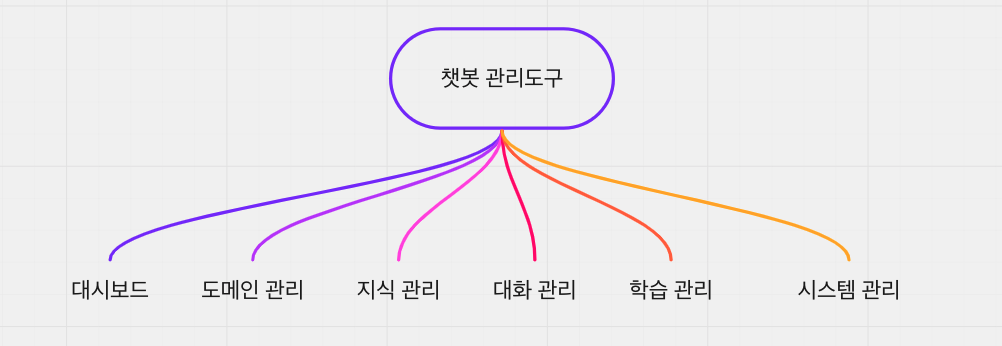 챗봇 관리도구
대시보드
도메인 관리
지식 관리
대화 관리
학습 관리
시스템 관리